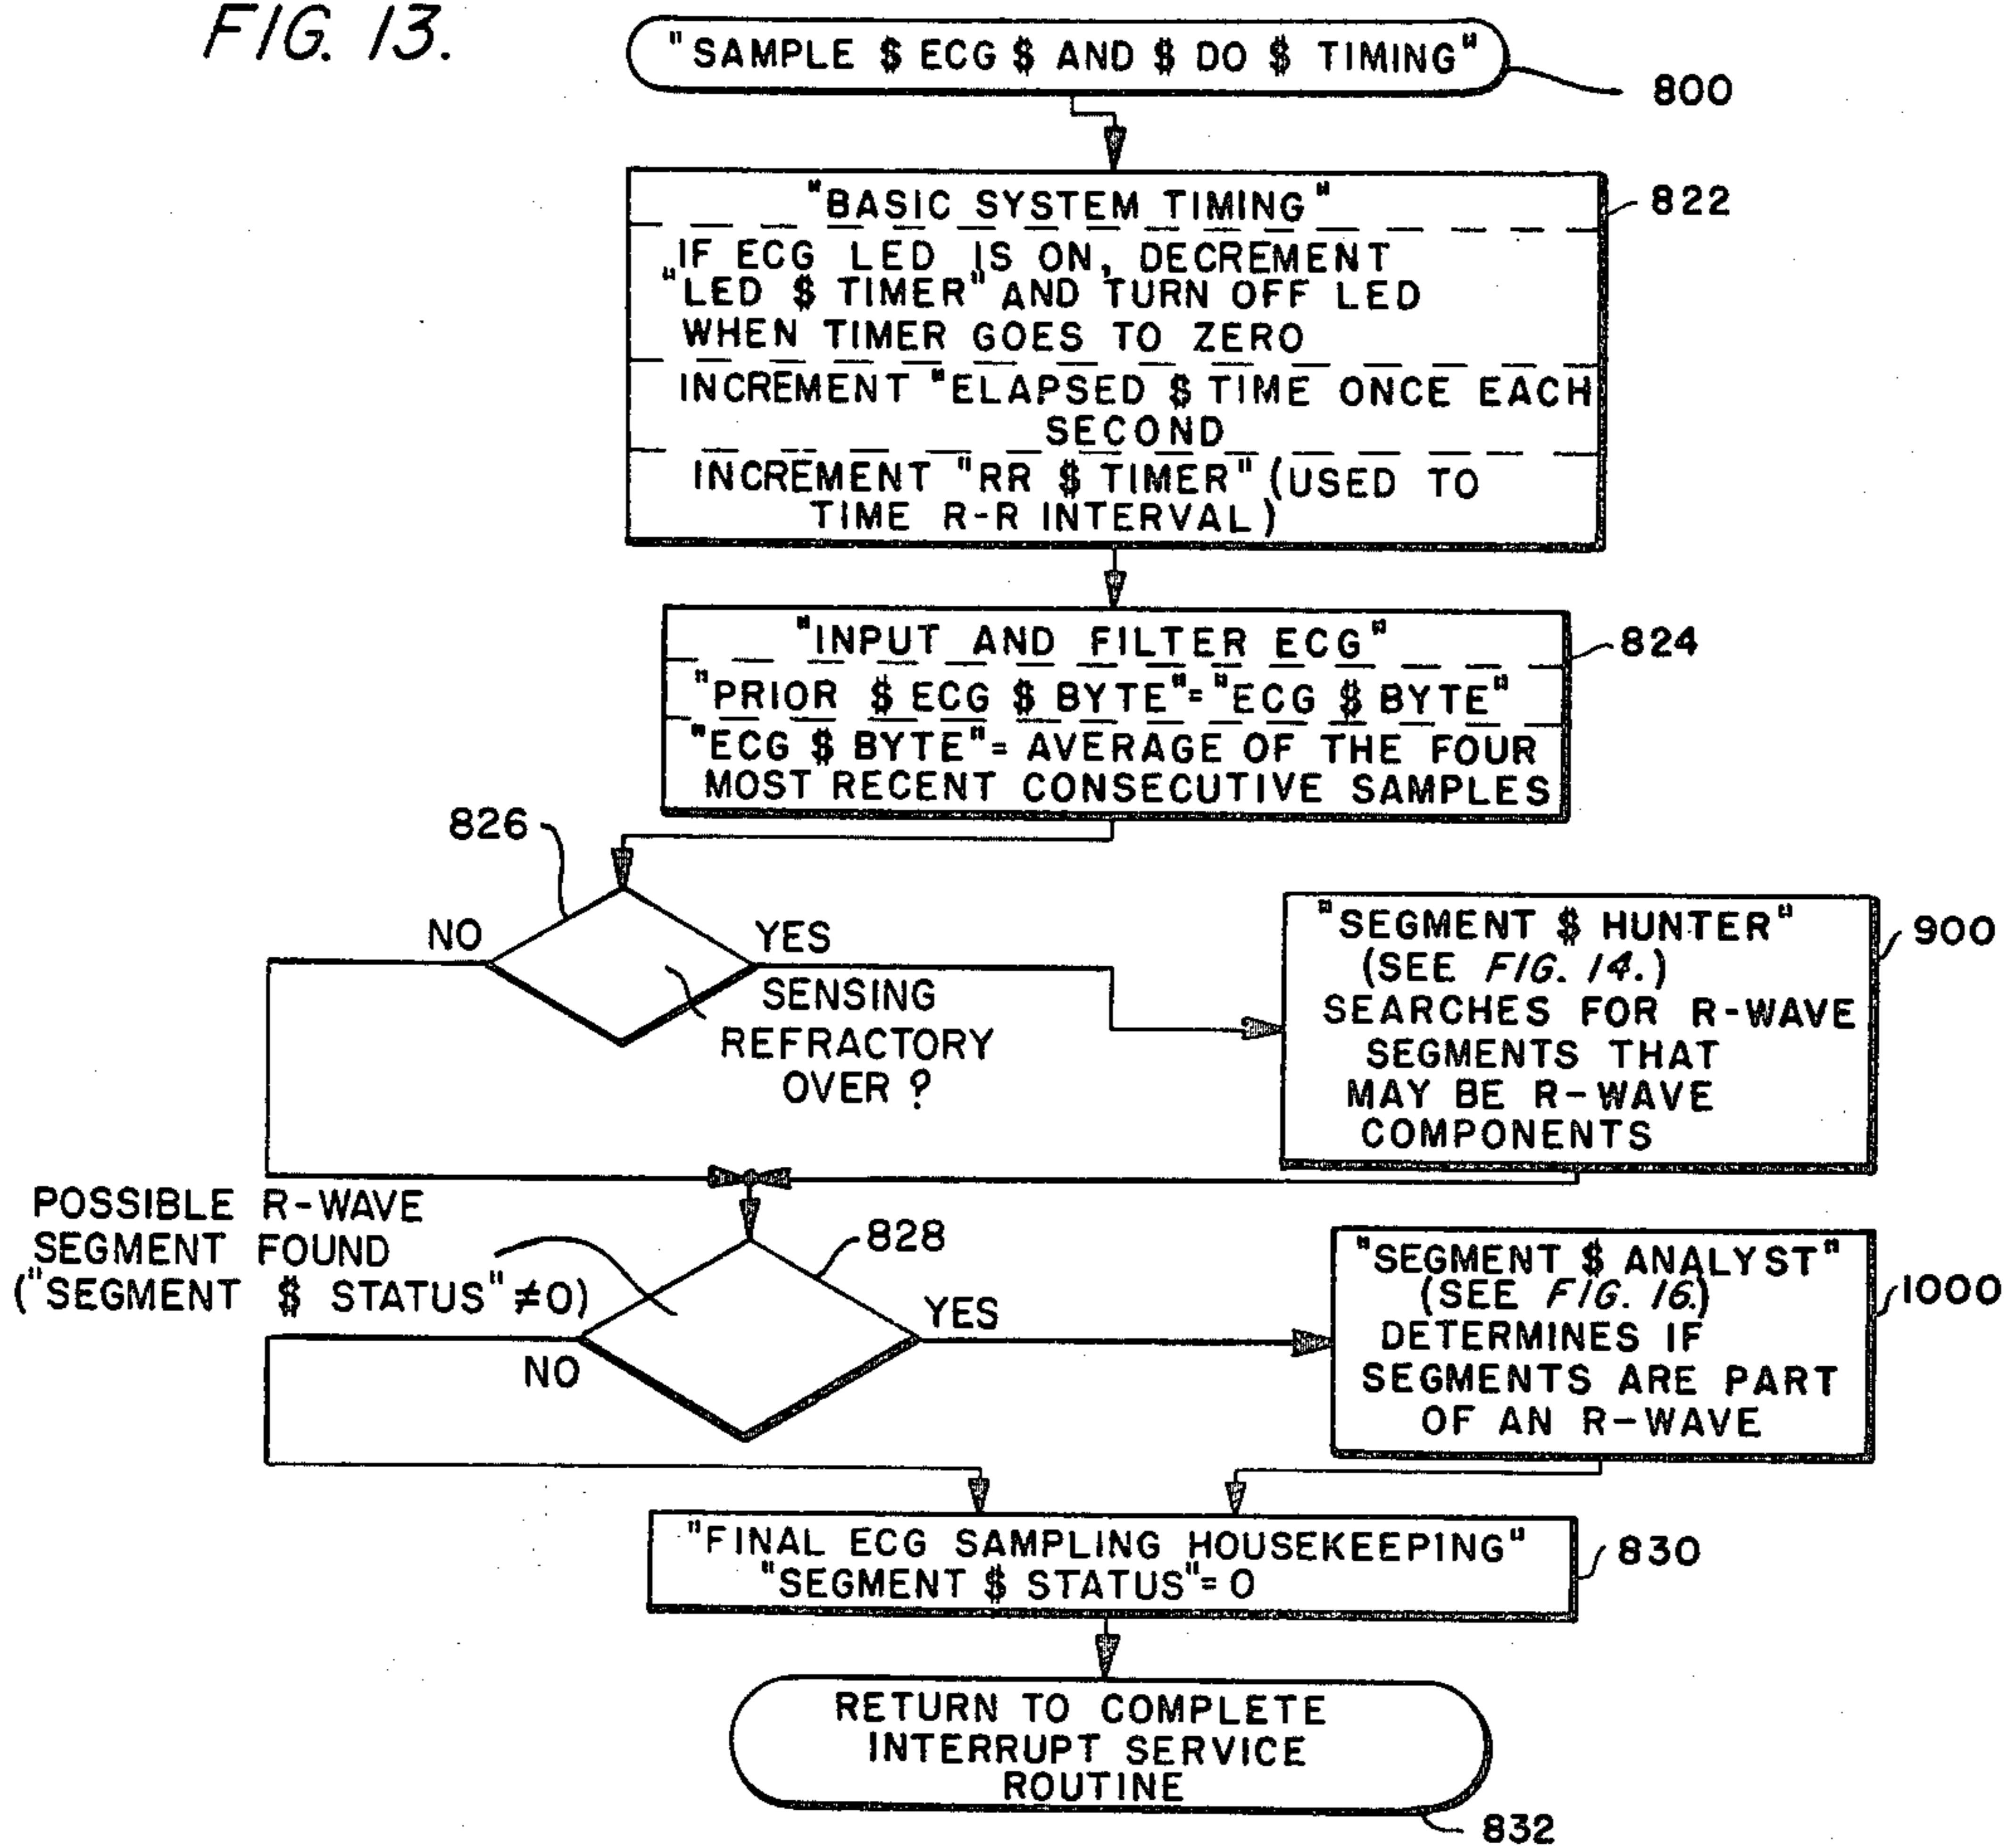 FIG. 13.
"SAMPLE $ ECG $ AND $ DO $ TIMING"
800
"BASIC SYSTEM TIMING"
822
IF ECG LED IS ON, DECREMENT
"LED $ TIMER" AND TURN OFF LED
WHEN TIMER GOES TO ZERO
INCREMENT "ELAPSED $ TIME ONCE EACH
SECOND
INCREMENT "RR $ TIMER" (USED TO
TIME R-R INTERVAL)
"INPUT AND FILTER ECG"
824
"PRIOR $ ECG $ BYTE"="ECG $ BYTE"
"ECG $ BYTE"= AVERAGE OF THE FOUR
MOST RECENT CONSECUTIVE SAMPLES
826
NO
YES
SENSING
REFRACTORY
OVER ?
"SEGMENT $ HUNTER"
900
(SEE FIG. 14.)
SEARCHES FOR R-WAVE
SEGMENTS THAT
MAY BE R-WAVE
COMPONENTS
POSSIBLE R-WAVE
SEGMENT FOUND
("SEGMENT $ STATUS" ≠0)
828
YES
NO
"SEGMENT $ ANALYST"
1000
(SEE FIG. 16.)
DETERMINES IF
SEGMENTS ARE PART
OF AN R-WAVE
"FINAL ECG SAMPLING HOUSEKEEPING"
830
"SEGMENT $ STATUS"= 0
RETURN TO COMPLETE
INTERRUPT SERVICE
ROUTINE
832